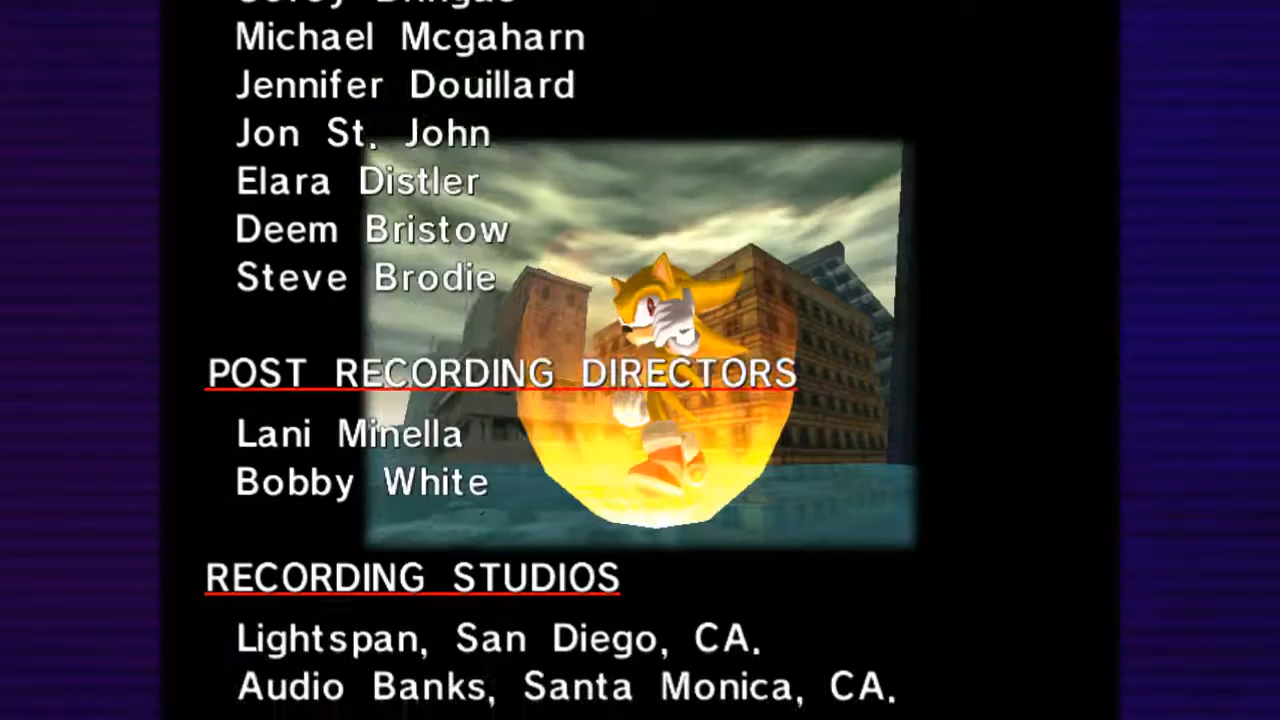 Michael Mcgaharn
Jennifer Douillard
Jon St. John
Elara Distler
Deem Bristow
Steve Brodie
POST RECORDING DIRECTORS
Lani Minella
Bobby White
RECORDING STUDIOS
Lightspan, San Diego, CA.
Audio Banks, Santa Monica, CA.